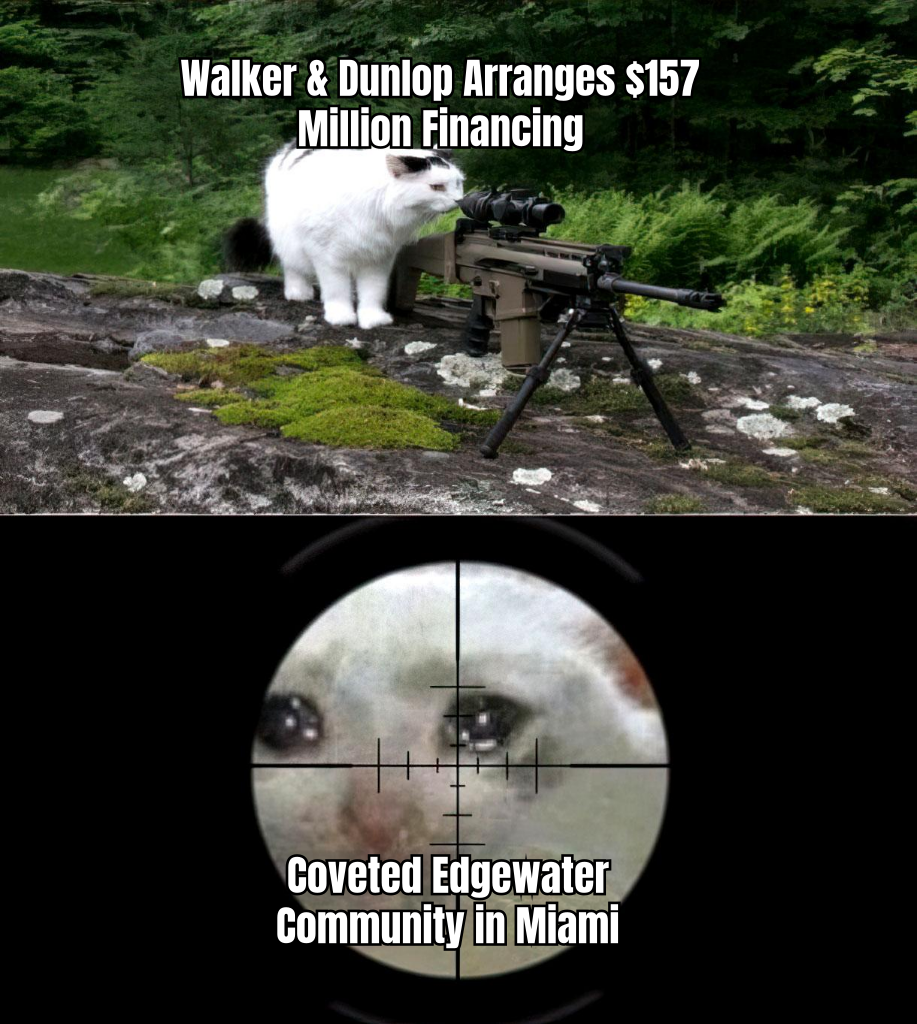 Walker & Dunlop Arranges $157
Million Financing
Coveted Edgewater
Community in Miami